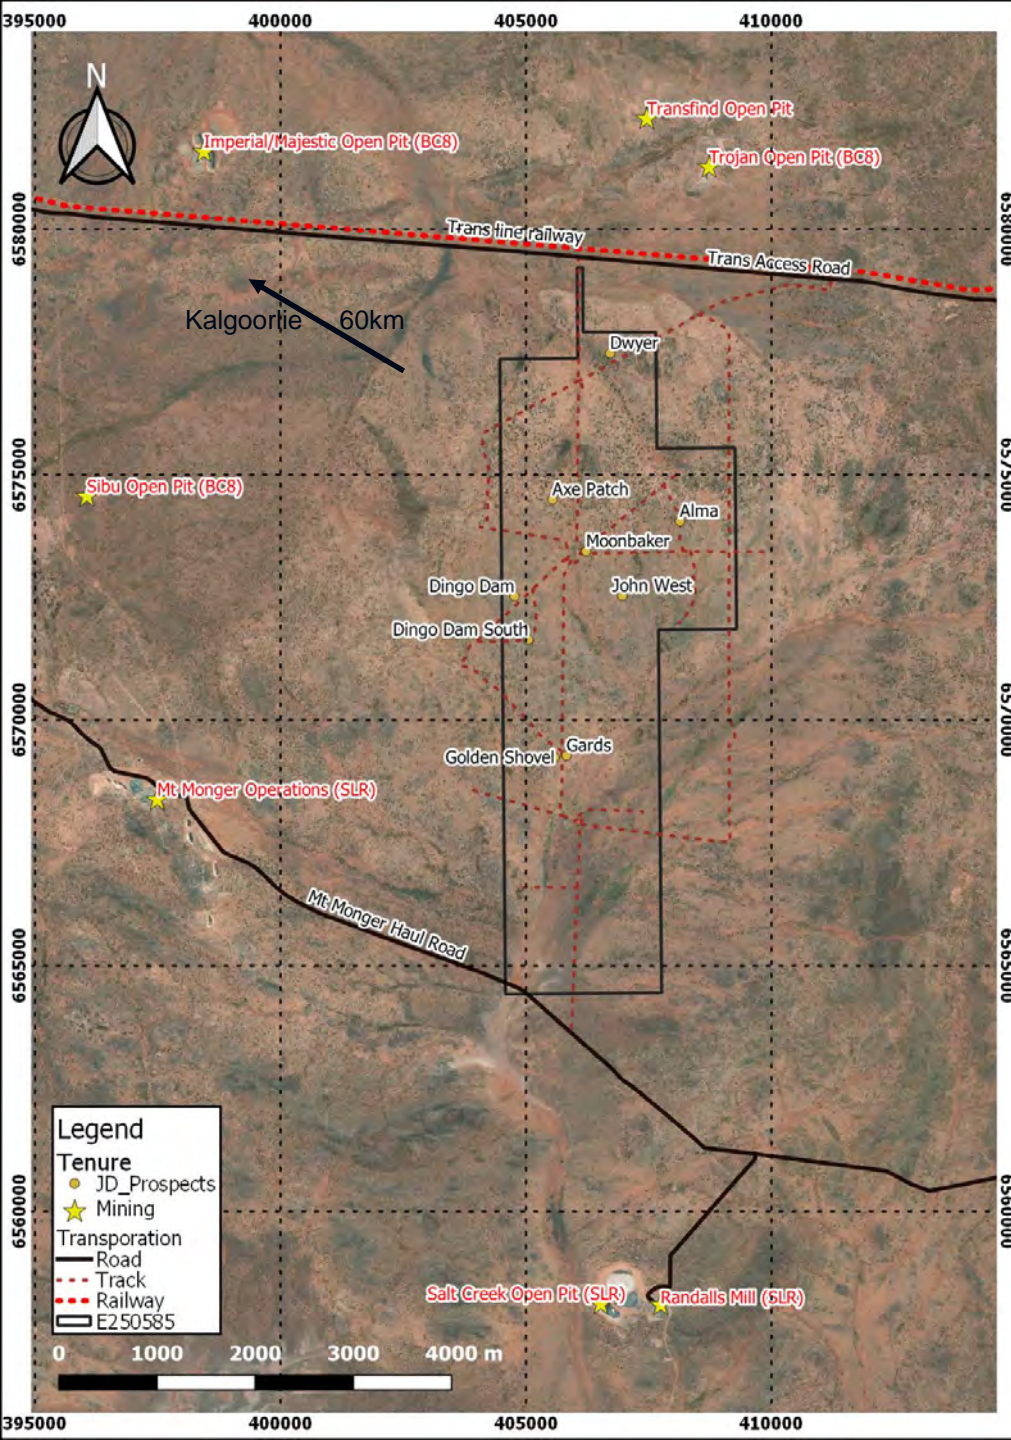 395000 400000 405000 410000
N
Transfind Open Pit
Imperial/Majestic Open Pit (BC8)
Trojan Open Pit (BC8)
6580000
6580000
Trans line railway
Trans Access Road
Kalgoorlie 60km
Dwyer
6575000
6575000
Sibu Open Pit (BC8)
Axe Patch
Alma
Moonbaker
Dingo Dam
John West
Dingo Dam South
6570000
6570000
Gards
Golden Shovel
Mt Monger Operations (SLR)
Mt Monger Haul Road
6565000
6565000
Legend
Tenure
JD_Prospects
Mining
Transporation
Road
Track
Railway
E250585
6560000
6560000
Salt Creek Open Pit (SLR)
Randalls Mill (SLR)
0 1000 2000 3000 4000 m
395000 400000 405000 410000